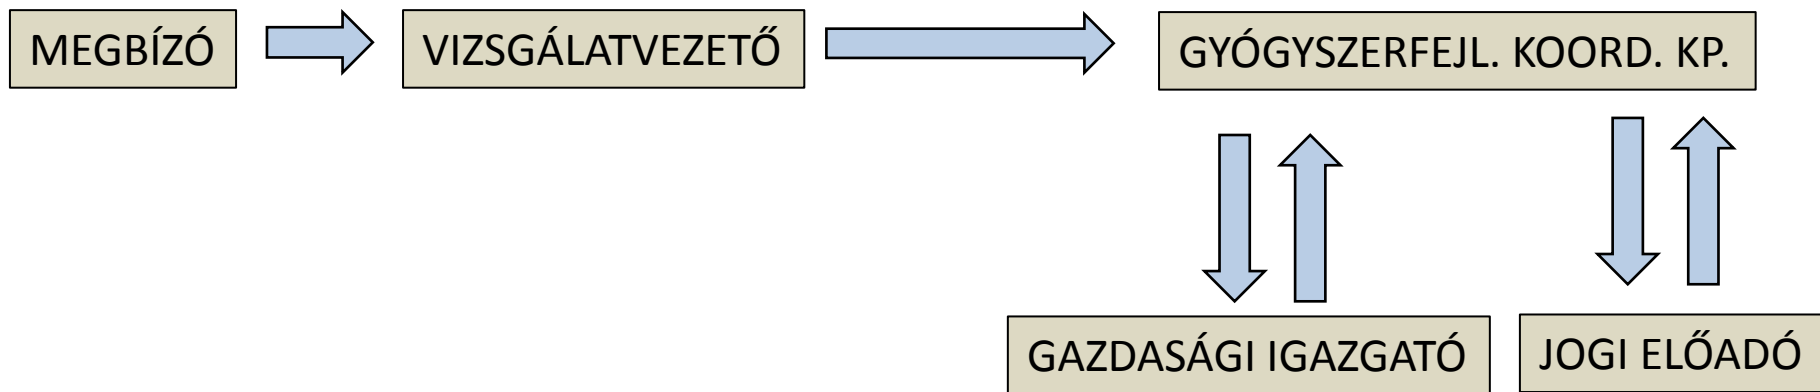 MEGBÍZÓ
VIZSGÁLATVEZETŐ
GYÓGYSZERFEJL. KOORD. KP.
GAZDASÁGI IGAZGATÓ
JOGI ELŐADÓ